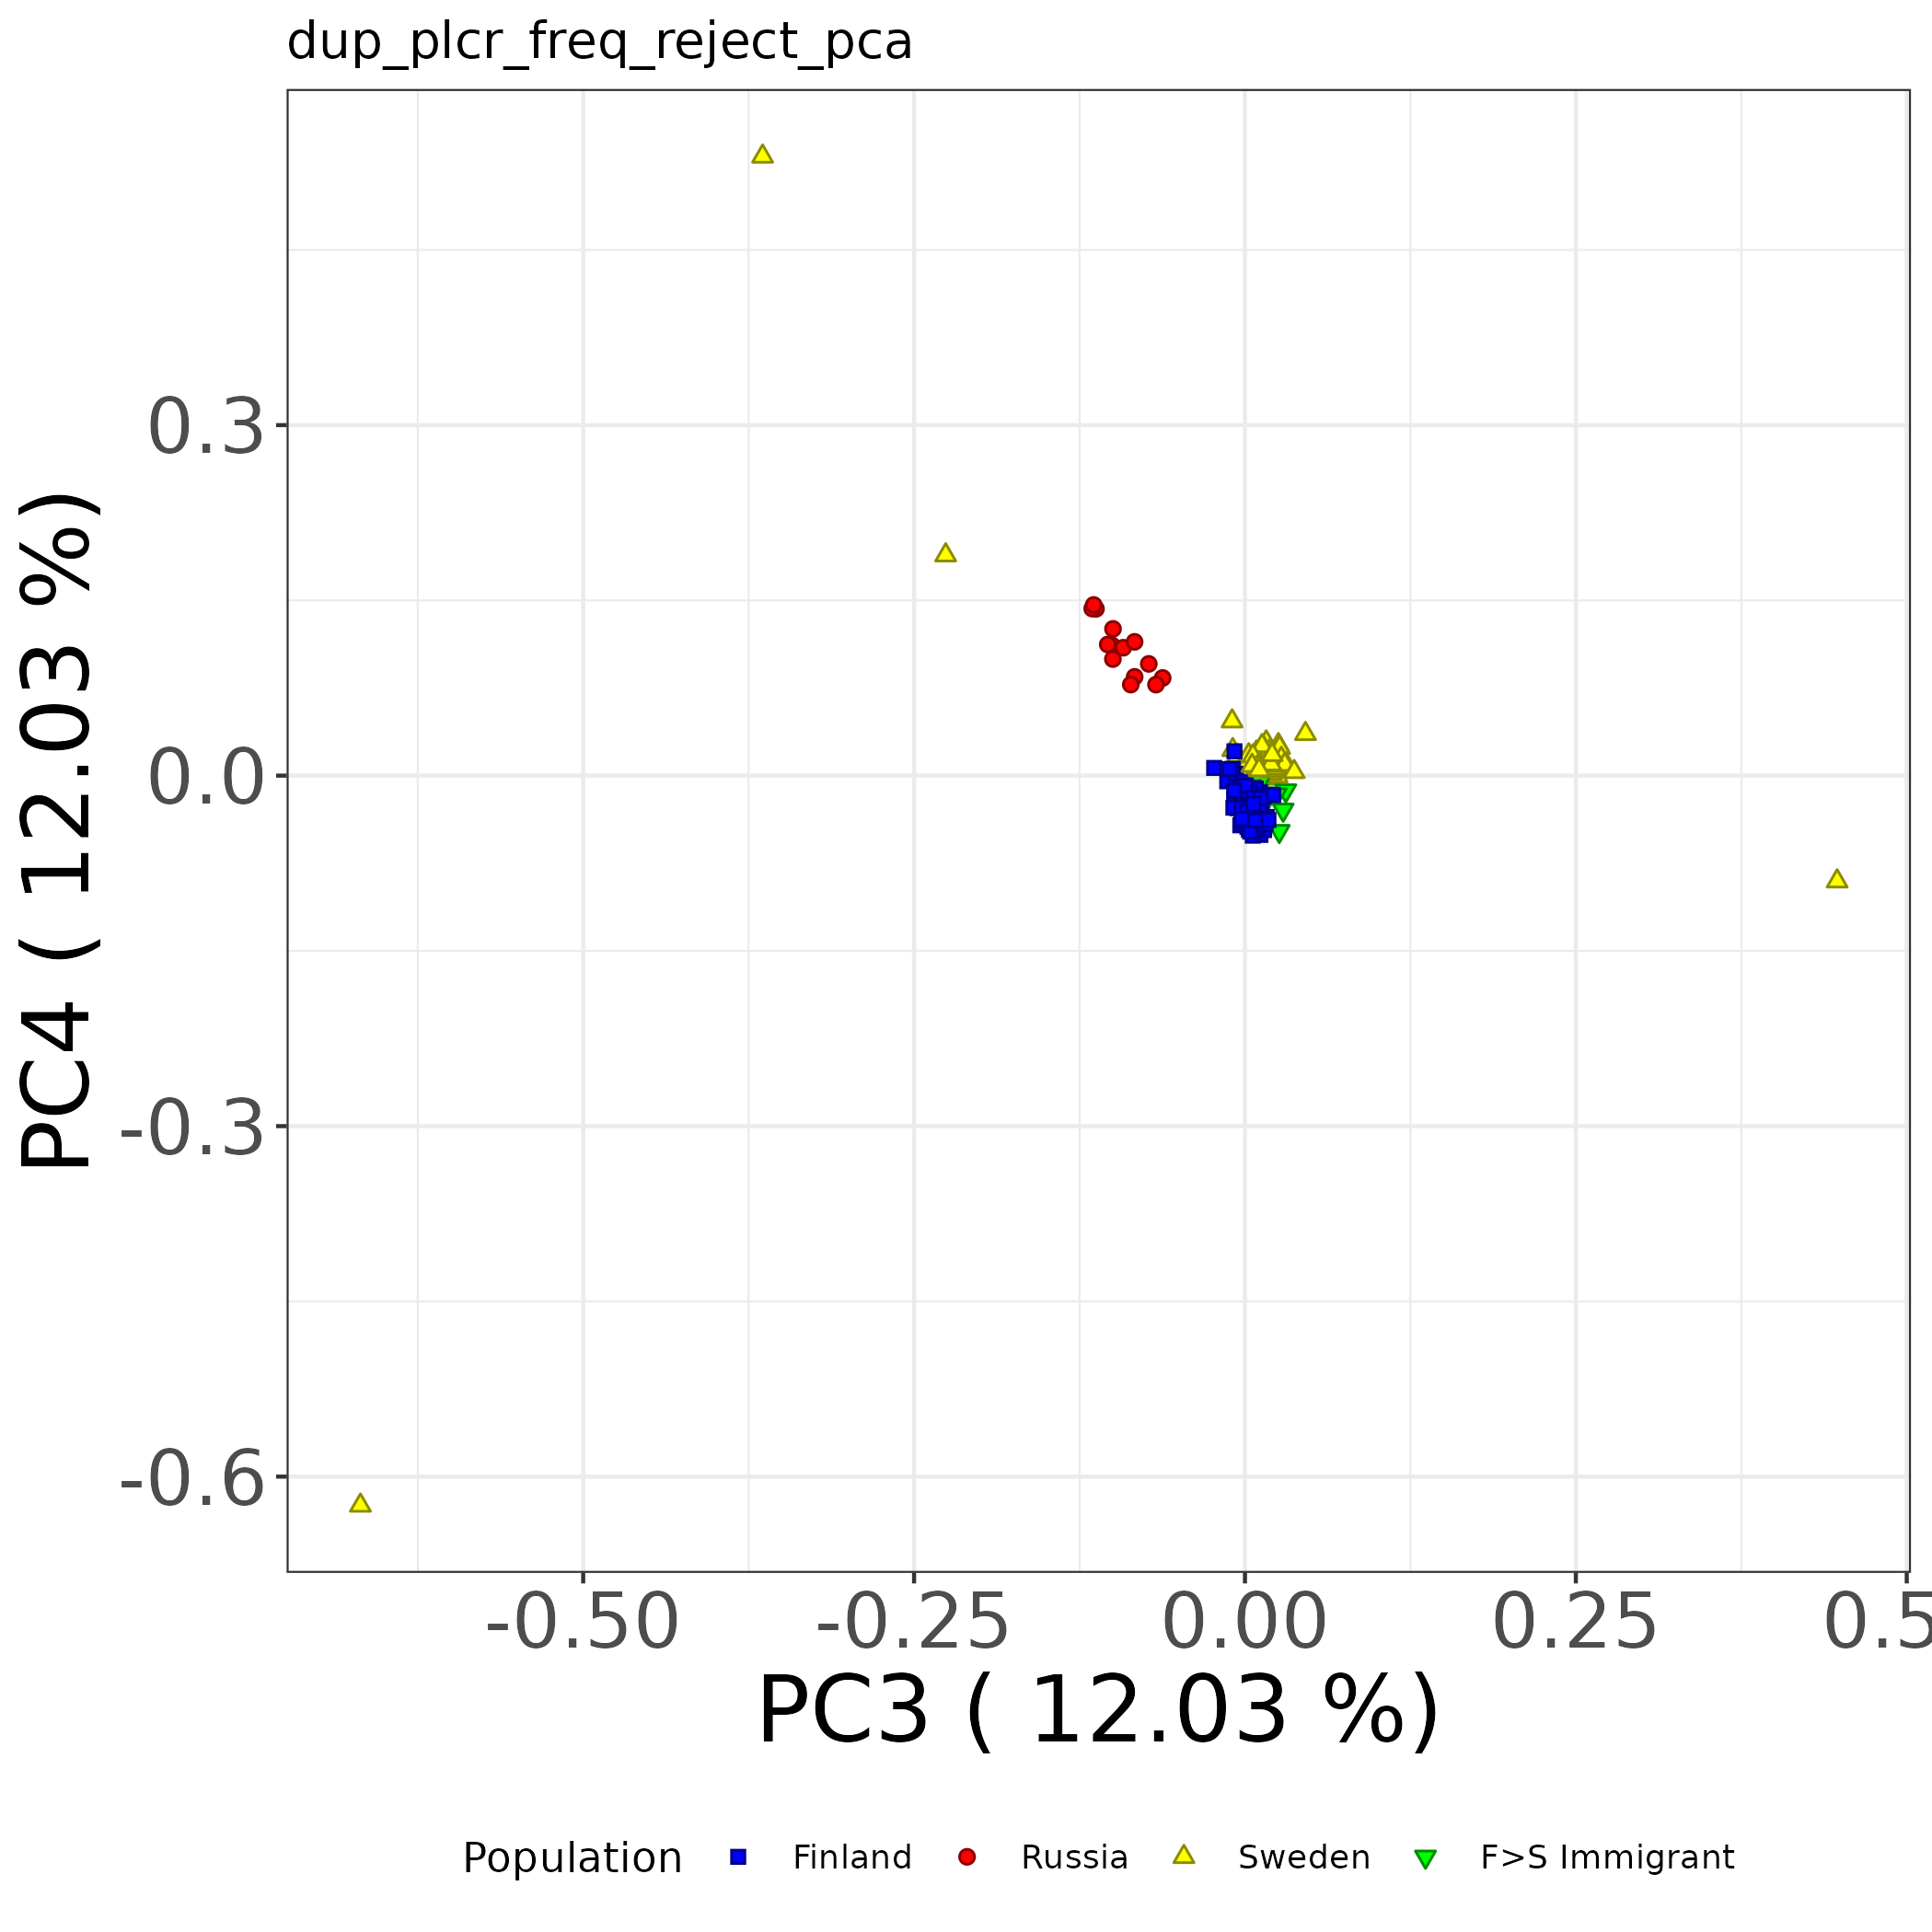 dup_plcr_freq_reject_pca
PC4 ( 12.03 %)
0.3
0.0
-0.3
-0.6
-0.50 -0.25 0.00 0.25 0.5
PC3 ( 12.03 %)
Population Finland Russia Sweden F>S Immigrant